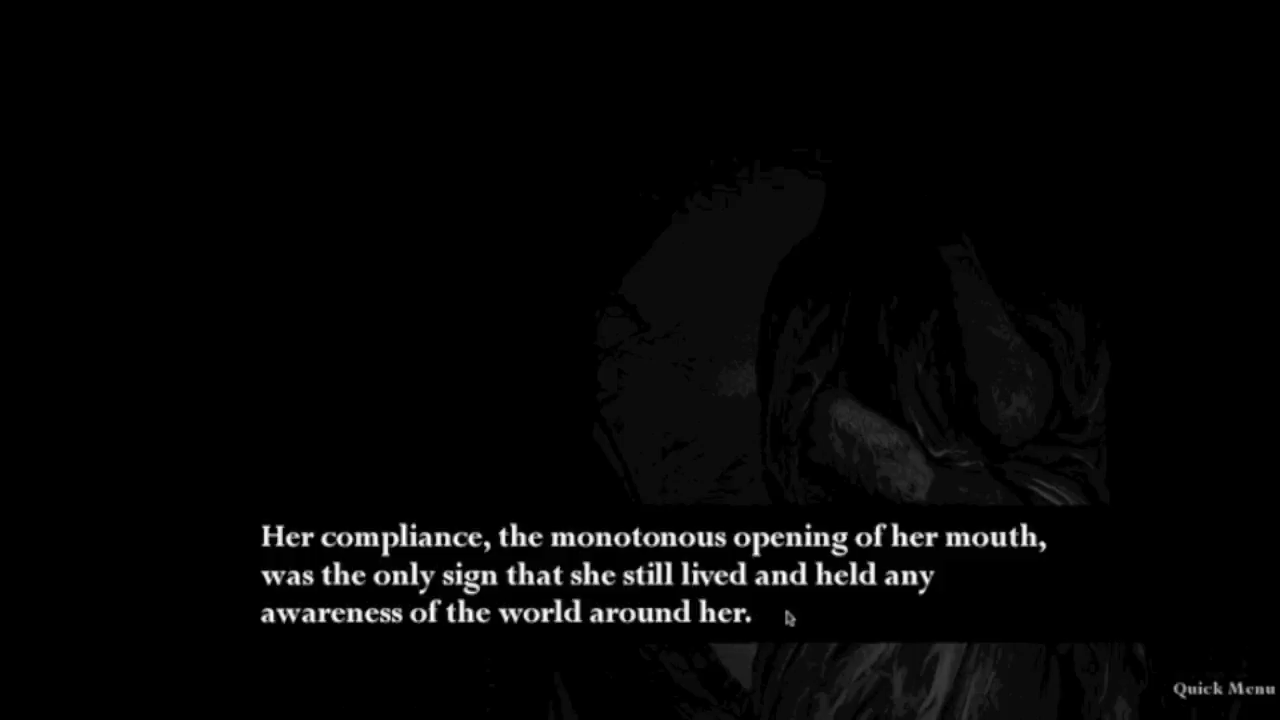 Her compliance, the monotonous opening of her mouth,
was the only sign that she still lived and held any
awareness of the world around her.
Quick Menu